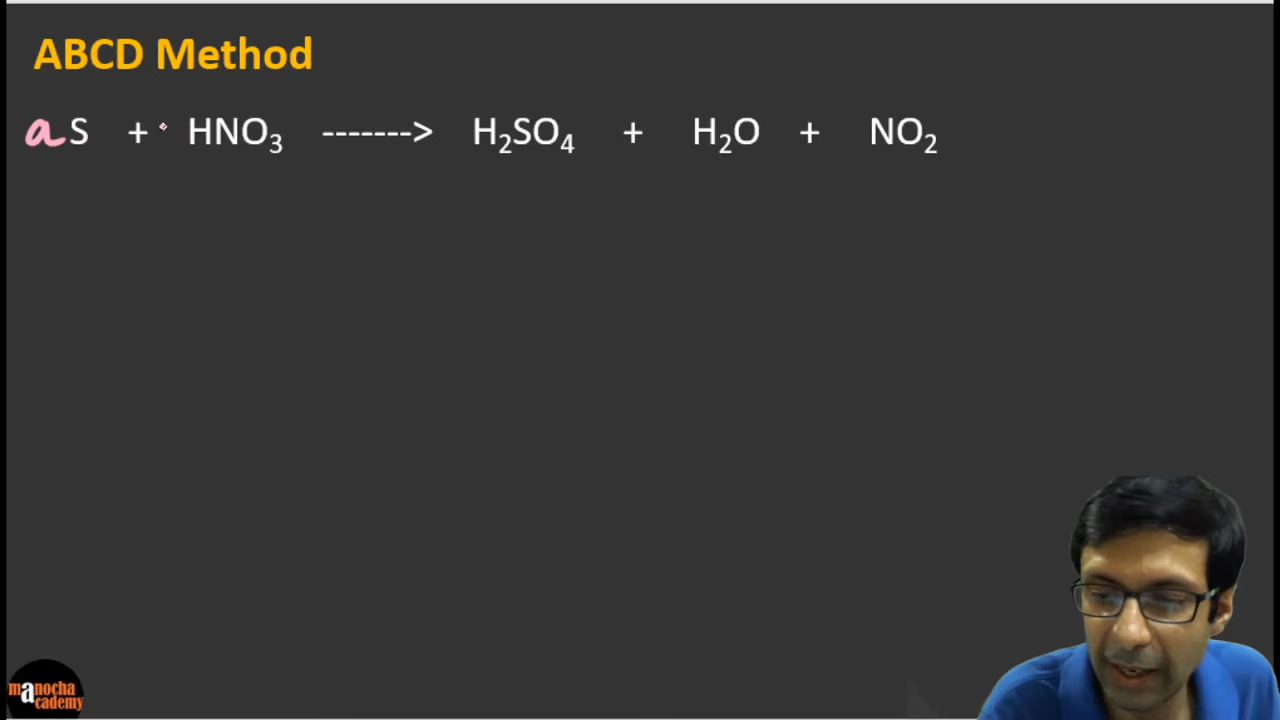 ABCD Method
a S + HNO₃ -------> H₂SO₄ + H₂O + NO₂
manocha
academy